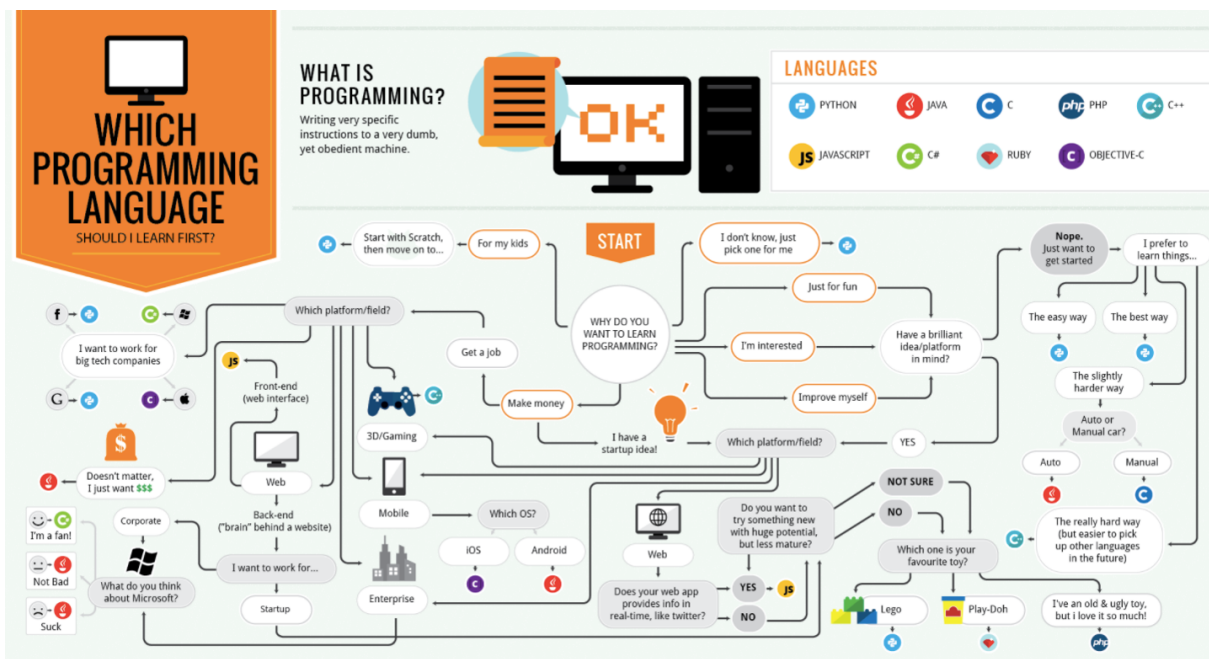 WHICH
PROGRAMMING
LANGUAGE
SHOULD I LEARN FIRST?
WHAT IS
PROGRAMMING?
Writing very specific
instructions to a very dumb,
yet obedient machine.
OK
LANGUAGES
PYTHON
JAVA
C
C
php
PHP
C++
C++
JS
JAVASCRIPT
C#
RUBY
C
OBJECTIVE-C
START
WHY DO YOU
WANT TO LEARN
PROGRAMMING?
For my kids
Start with Scratch,
then move on to...
I don't know, just
pick one for me
Just for fun
I'm interested
Improve myself
Have a brilliant
idea/platform
in mind?
Nope.
Just want to
get started
I prefer to
learn things...
The easy way
The best way
The slightly
harder way
Auto or
Manual car?
Auto
Manual
C
The really hard way
(but easier to pick
up other languages
in the future)
YES
Make money
Get a job
I have a
startup idea!
Which platform/field?
Which platform/field?
f
I want to work for
big tech companies
G
C
JS
Front-end
(web interface)
Web
Back-end
("brain" behind a website)
I want to work for...
Corporate
Startup
$
Doesn't matter,
I just want $$$
I'm a fan!
Not Bad
Suck
What do you think
about Microsoft?
3D/Gaming
Mobile
Which OS?
iOS
Android
C
Enterprise
Web
Does your web app
provides info in
real-time, like twitter?
YES
JS
NO
Do you want to
try something new
with huge potential,
but less mature?
NOT SURE
NO
Which one is your
favourite toy?
Lego
Play-Doh
I've an old & ugly toy,
but i love it so much!
php